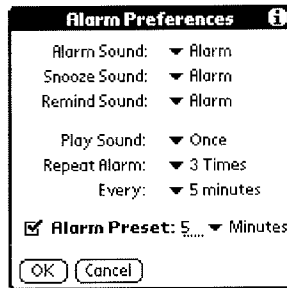 Alarm Preferences i
Alarm Sound: Alarm
Snooze Sound: Alarm
Remind Sound: Alarm
Play Sound: Once
Repeat Alarm: 3 Times
Every: 5 minutes
Alarm Preset: 5 Minutes
OK Cancel